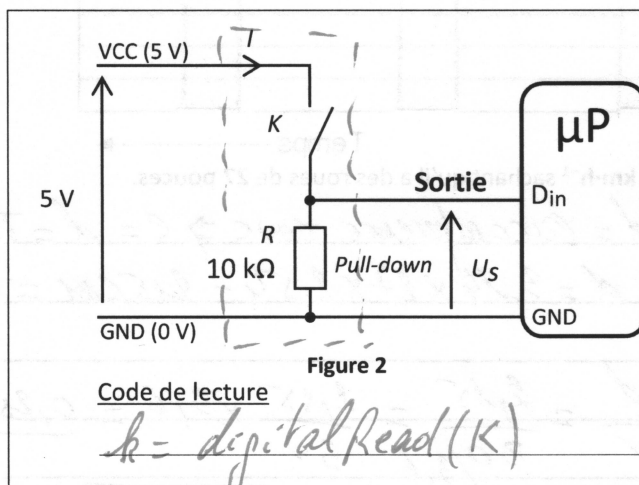 VCC (5 V)
I
K
µP
5 V
Sortie
Din
R
10 kΩ
Pull-down
US
GND (0 V)
GND
Figure 2
Code de lecture
k = digitalRead(K)